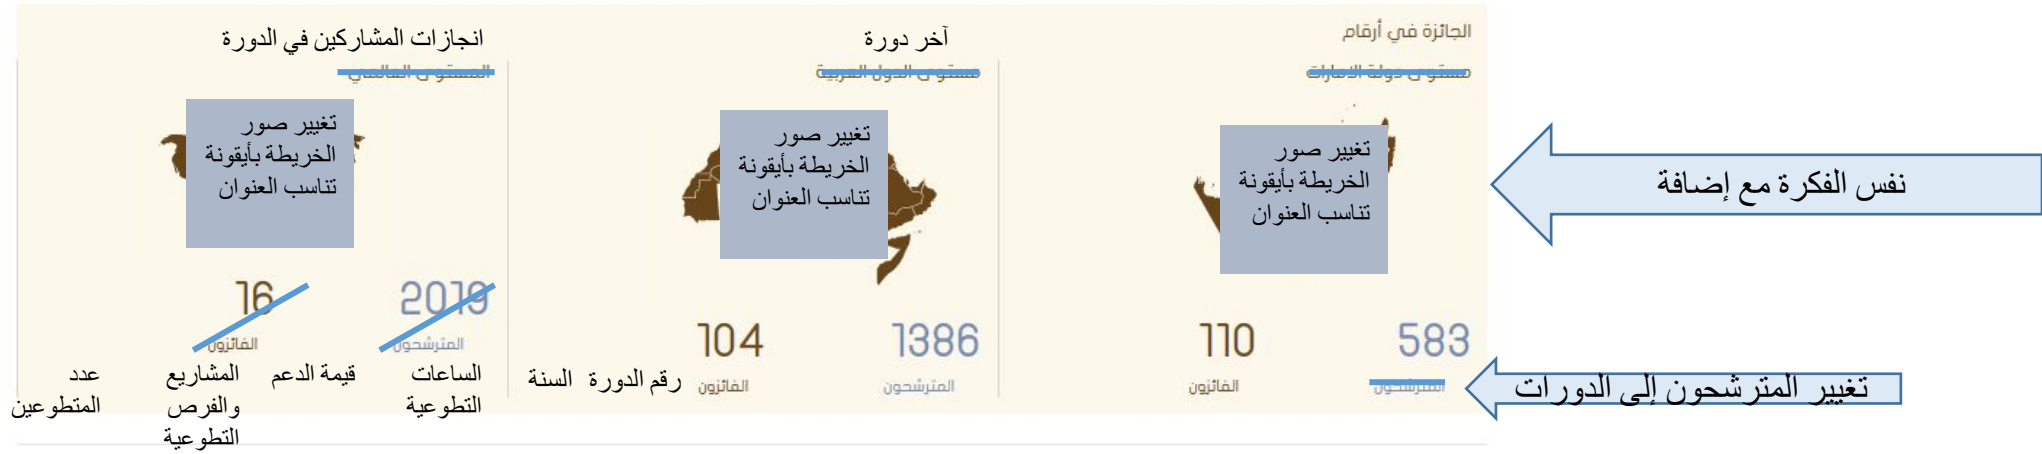 الجائزة في أرقام
مستوى دولة الامارات
تغيير صور
الخريطة بأيقونة
تناسب العنوان
583
110
المترشحون
الفائزون
آخر دورة
مستوى الدول العربية
تغيير صور
الخريطة بأيقونة
تناسب العنوان
1386
104
المترشحون
الفائزون
رقم الدورة
السنة
انجازات المشاركين في الدورة
المستوى العالمي
تغيير صور
الخريطة بأيقونة
تناسب العنوان
2019
16
المترشحون
الفائزون
الساعات
التطوعية
قيمة الدعم
المشاريع
والفرص
التطوعية
عدد
المتطوعين
نفس الفكرة مع إضافة
تغيير المترشحون إلى الدورات